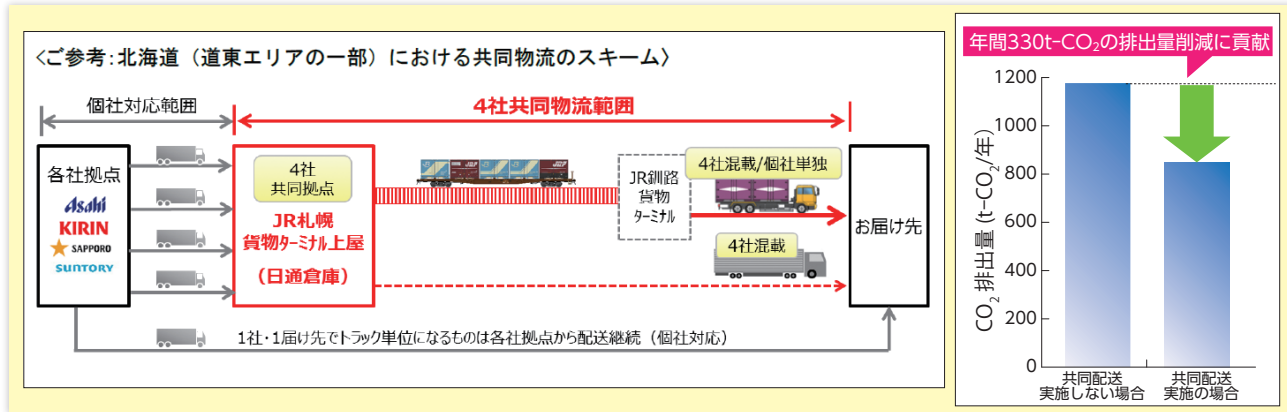 <ご参考:北海道（道東エリアの一部）における共同物流のスキーム>
個社対応範囲
4社共同物流範囲
各社拠点
Asahi
KIRIN
SAPPORO
SUNTORY
4社
共同拠点
JR札幌
貨物ターミナル上屋
（日通倉庫）
JR釧路
貨物
ターミナル
4社混載/個社単独
4社混載
お届け先
1社・1届け先でトラック単位になるものは各社拠点から配送継続（個社対応）
年間330t-CO₂の排出量削減に貢献
CO₂ 排出量 (t-CO₂/年)
1200
1000
800
600
400
200
0
共同配送
実施しない場合
共同配送
実施の場合